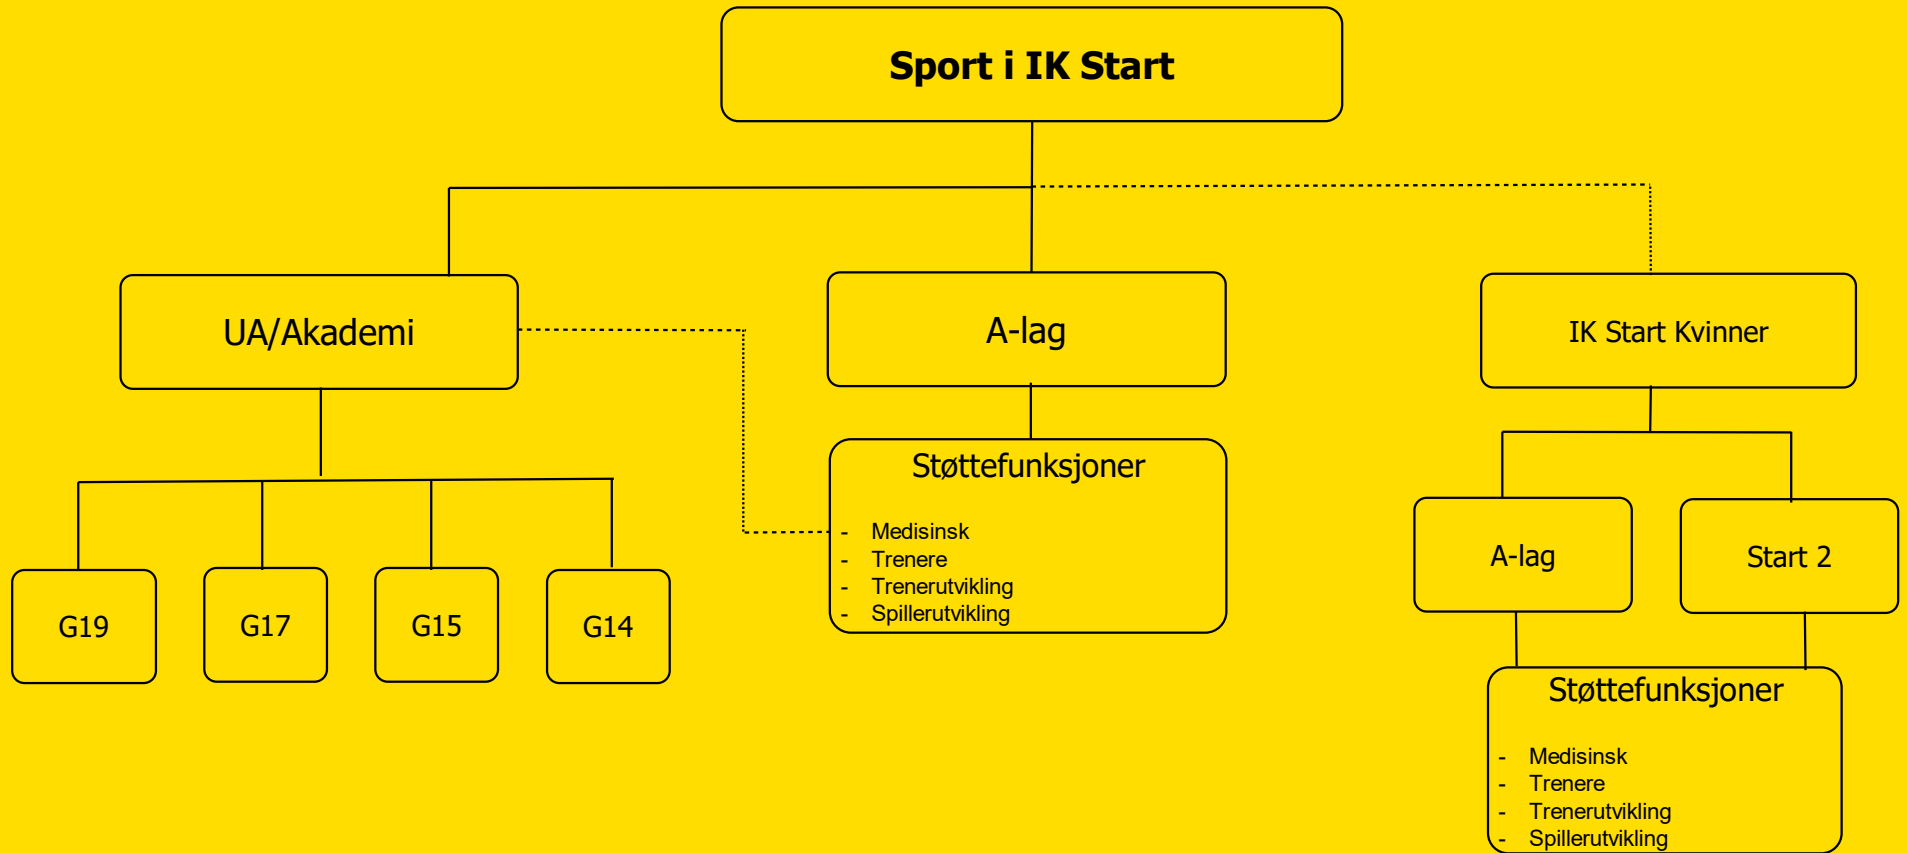 Sport i IK Start
UA/Akademi
A-lag
IK Start Kvinner
Støttefunksjoner
- Medisinsk
- Trenere
- Trenerutvikling
- Spillerutvikling
A-lag
Start 2
G19
G17
G15
G14
Støttefunksjoner
- Medisinsk
- Trenere
- Trenerutvikling
- Spillerutvikling